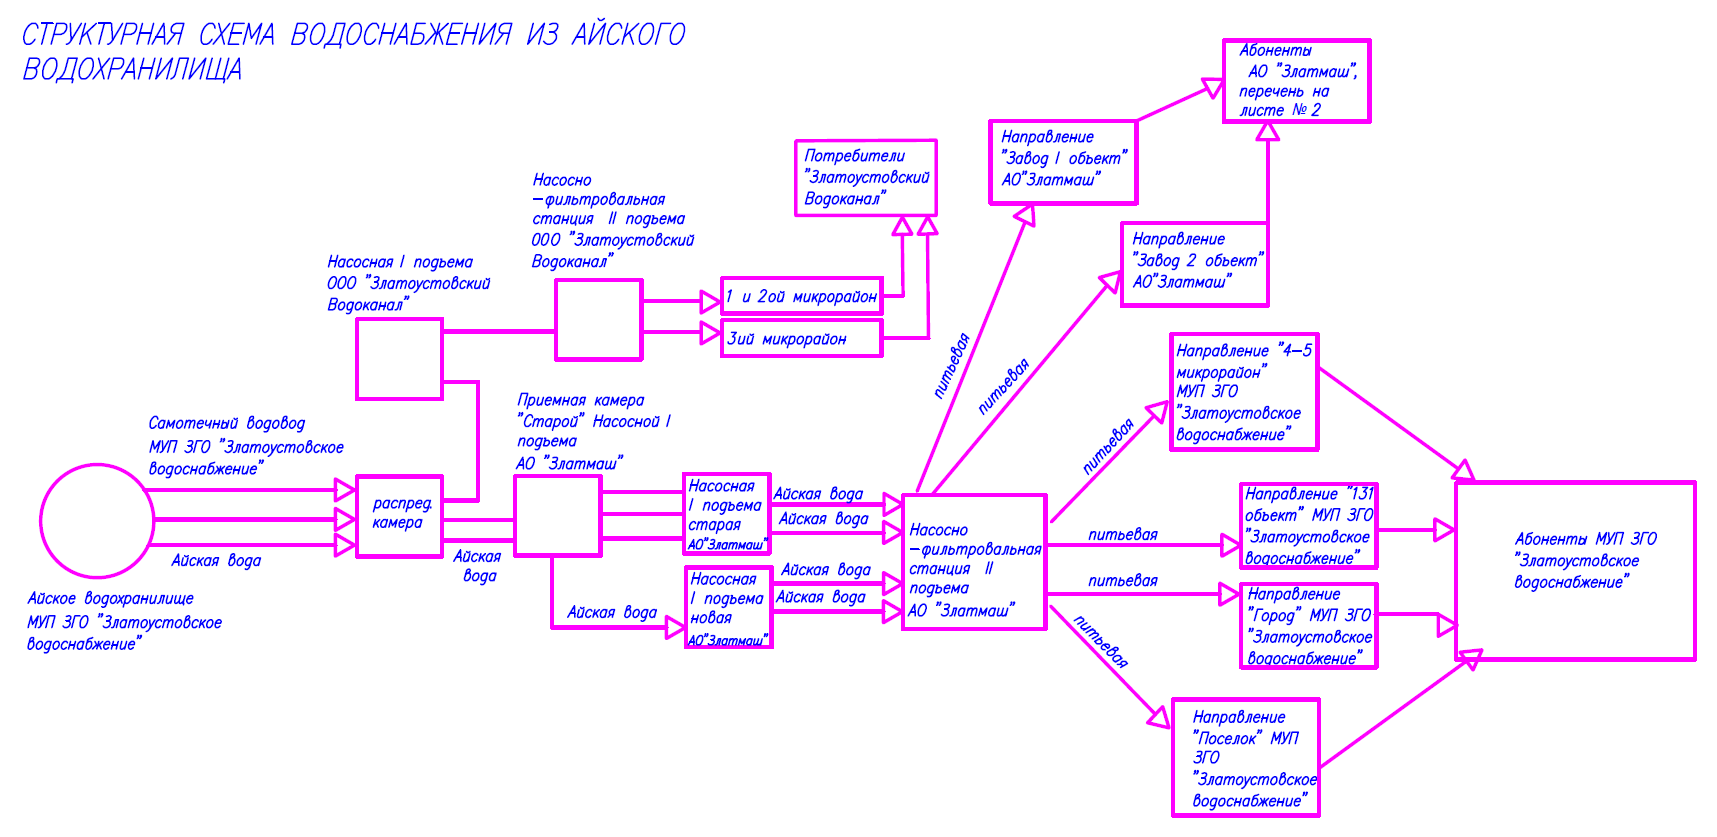 СТРУКТУРНАЯ СХЕМА ВОДОСНАБЖЕНИЯ ИЗ АЙСКОГО
ВОДОХРАНИЛИЩА
Абоненты
АО "Златмаш",
перечень на
листе № 2
Направление
"Завод 1 объект"
АО"Златмаш"
Потребители
"Златоустовский
Водоканал"
Насосно
-фильтровальная
станция II подъема
ООО "Златоустовский
Водоканал"
Направление
"Завод 2 объект"
АО"Златмаш"
Насосная I подъема
ООО "Златоустовский
Водоканал"
1 и 2ой микрорайон
3ий микрорайон
питьевая
питьевая
Направление "4-5
микрорайон"
МУП ЗГО
"Златоустовское
водоснабжение"
питьевая
Самотечный водовод
МУП ЗГО "Златоустовское
водоснабжение"
Приемная камера
"Старой" Насосной I
подъема
АО "Златмаш"
распред.
камера
Насосная
I подъема
старая
АО"Златмаш"
Айская вода
Айская вода
Айская вода
Айская
вода
Насосно
-фильтровальная
станция II
подъема
АО "Златмаш"
питьевая
Направление "131
объект" МУП ЗГО
"Златоустовское
водоснабжение"
Абоненты МУП ЗГО
"Златоустовское
водоснабжение"
Айское водохранилище
МУП ЗГО "Златоустовское
водоснабжение"
Айская вода
Насосная
I подъема
новая
АО"Златмаш"
Айская вода
Айская вода
питьевая
Направление
"Город" МУП ЗГО
"Златоустовское
водоснабжение"
питьевая
Направление
"Поселок" МУП
ЗГО
"Златоустовское
водоснабжение"